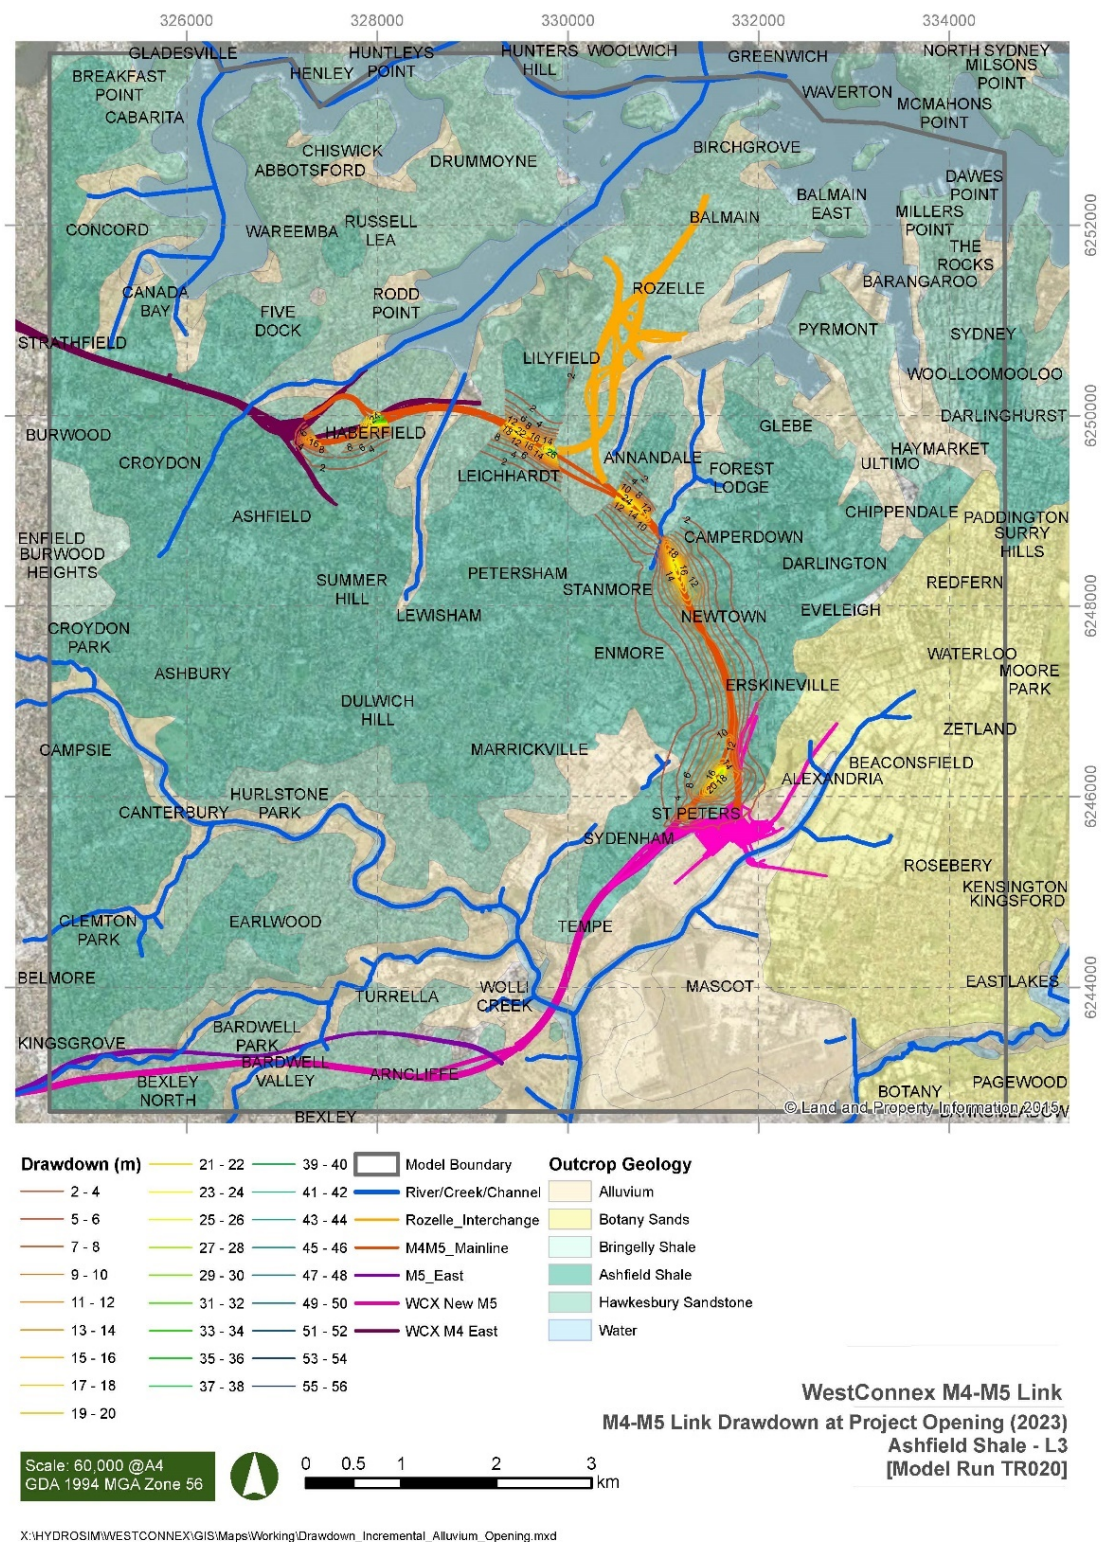 326000
328000
330000
332000
334000
GLADESVILLE
HUNTLEYS
POINT
HUNTERS
HILL
WOOLWICH
GREENWICH
NORTH SYDNEY
MILSONS
POINT
BREAKFAST
POINT
HENLEY
WAVERTON
MCMAHONS
POINT
CABARITA
CHISWICK
ABBOTSFORD
DRUMMOYNE
BIRCHGROVE
DAWES
POINT
BALMAIN
EAST
CONCORD
WAREEMBA
RUSSELL
LEA
BALMAIN
MILLERS
POINT
6252000
THE
ROCKS
BARANGAROO
CANADA
BAY
FIVE
DOCK
RODD
POINT
ROZELLE
PYRMONT
SYDNEY
STRATHFIELD
LILYFIELD
WOOLLOOMOOLOO
BURWOOD
HABERFIELD
GLEBE
DARLINGHURST
6250000
CROYDON
LEICHHARDT
ANNANDALE
FOREST
LODGE
HAYMARKET
ULTIMO
ASHFIELD
CHIPPENDALE
PADDINGTON
SURRY
HILLS
ENFIELD
BURWOOD
HEIGHTS
CAMPERDOWN
SUMMER
HILL
PETERSHAM
STANMORE
DARLINGTON
REDFERN
LEWISHAM
NEWTOWN
EVELEIGH
6248000
CROYDON
PARK
ENMORE
WATERLOO
MOORE
PARK
ASHBURY
ERSKINEVILLE
DULWICH
HILL
ZETLAND
CAMPSIE
MARRICKVILLE
BEACONSFIELD
ALEXANDRIA
HURLSTONE
PARK
CANTERBURY
ST PETERS
6246000
SYDENHAM
ROSEBERY
KENSINGTON
KINGSFORD
CLEMTON
PARK
EARLWOOD
TEMPE
BELMORE
TURRELLA
WOLLI
CREEK
MASCOT
EASTLAKES
6244000
KINGSGROVE
BARDWELL
PARK
BARDWELL
VALLEY
ARNCLIFFE
BEXLEY
NORTH
BOTANY
PAGEWOOD
BEXLEY
© Land and Property Information 2015
BANKSMEADOW
Drawdown (m)
2 - 4
5 - 6
7 - 8
9 - 10
11 - 12
13 - 14
15 - 16
17 - 18
19 - 20
21 - 22
23 - 24
25 - 26
27 - 28
29 - 30
31 - 32
33 - 34
35 - 36
37 - 38
39 - 40
41 - 42
43 - 44
45 - 46
47 - 48
49 - 50
51 - 52
53 - 54
55 - 56
Model Boundary
River/Creek/Channel
Rozelle_Interchange
M4M5_Mainline
M5_East
WCX New M5
WCX M4 East
Outcrop Geology
Alluvium
Botany Sands
Bringelly Shale
Ashfield Shale
Hawkesbury Sandstone
Water
WestConnex M4-M5 Link
M4-M5 Link Drawdown at Project Opening (2023)
Ashfield Shale - L3
[Model Run TR020]
Scale: 60,000 @A4
GDA 1994 MGA Zone 56
0 0.5 1 2 3
km
X:\HYDROSIM\WESTCONNEX\GIS\Maps\Working\Drawdown_Incremental_Alluvium_Opening.mxd